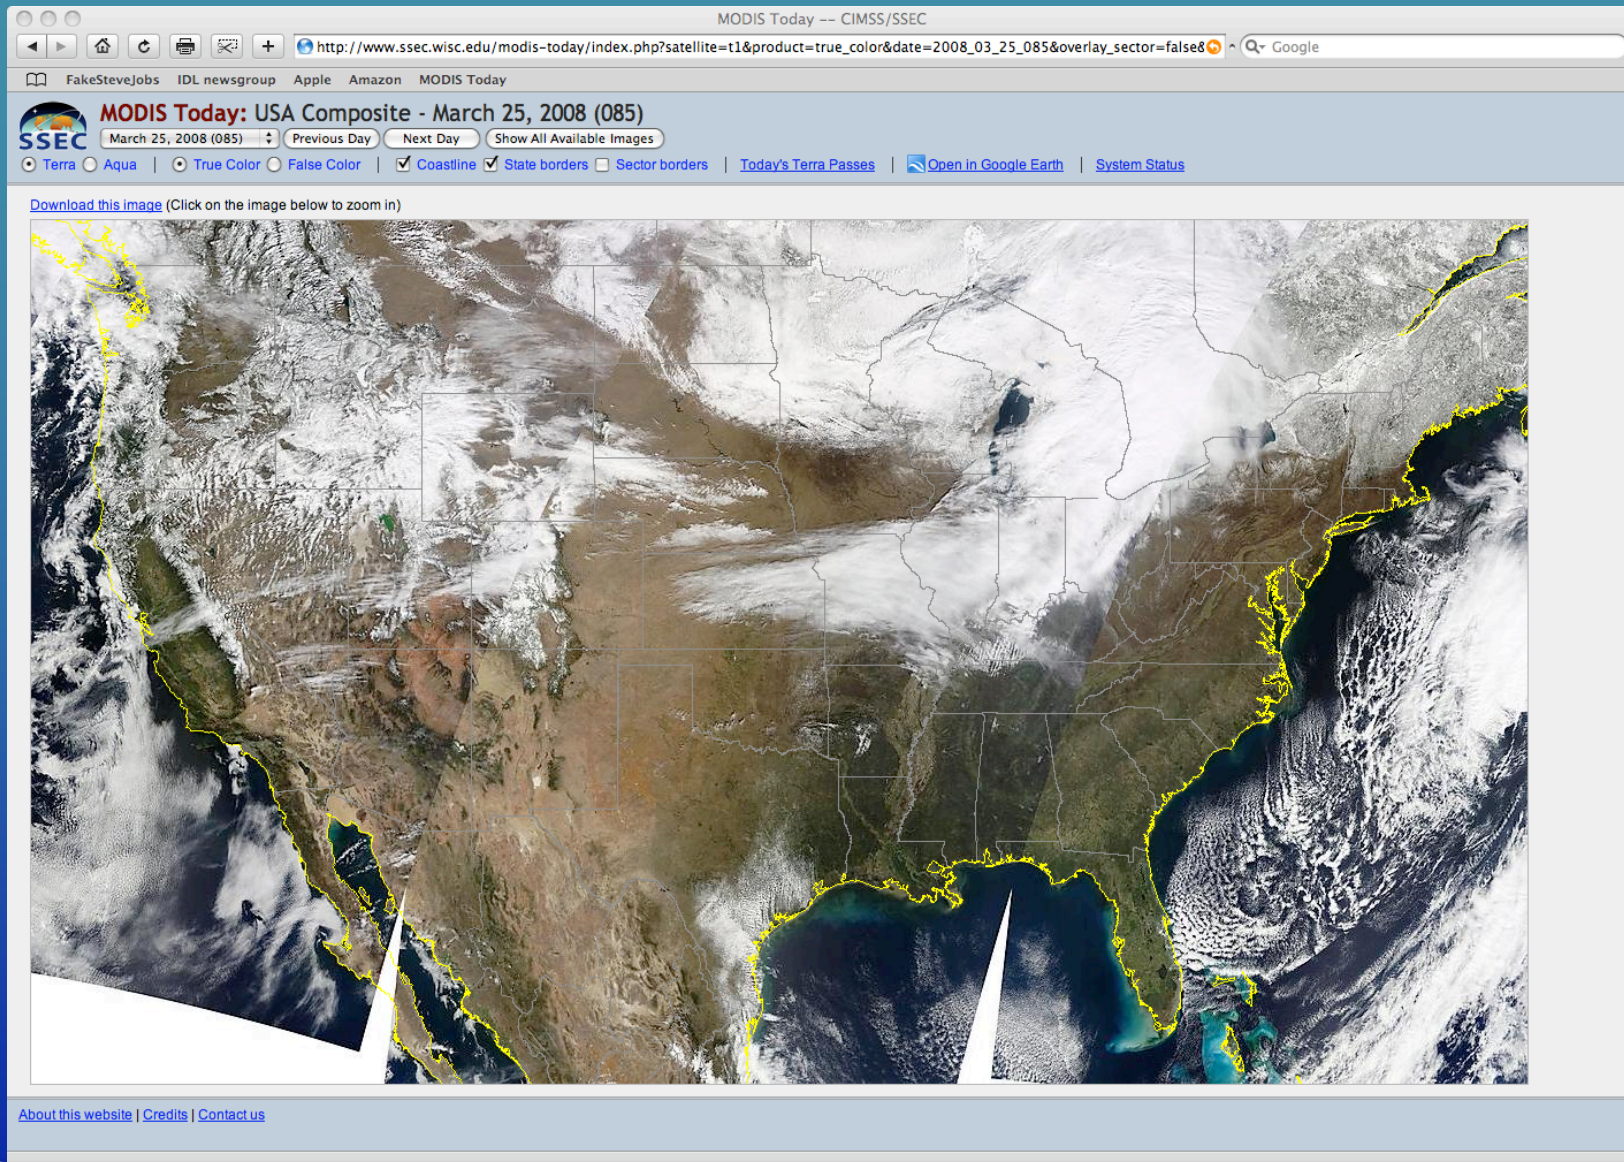 MODIS Today -- CIMSS/SSEC
http://www.ssec.wisc.edu/modis-today/index.php?satellite=t1&product=true_color&date=2008_03_25_085&overlay_sector=false& Google
FakeSteveJobs IDL newsgroup Apple Amazon MODIS Today
SSEC
MODIS Today: USA Composite - March 25, 2008 (085)
March 25, 2008 (085) Previous Day Next Day Show All Available Images
Terra Aqua | True Color False Color | Coastline State borders Sector borders | Today's Terra Passes | Open in Google Earth | System Status
Download this image (Click on the image below to zoom in)
About this website | Credits | Contact us